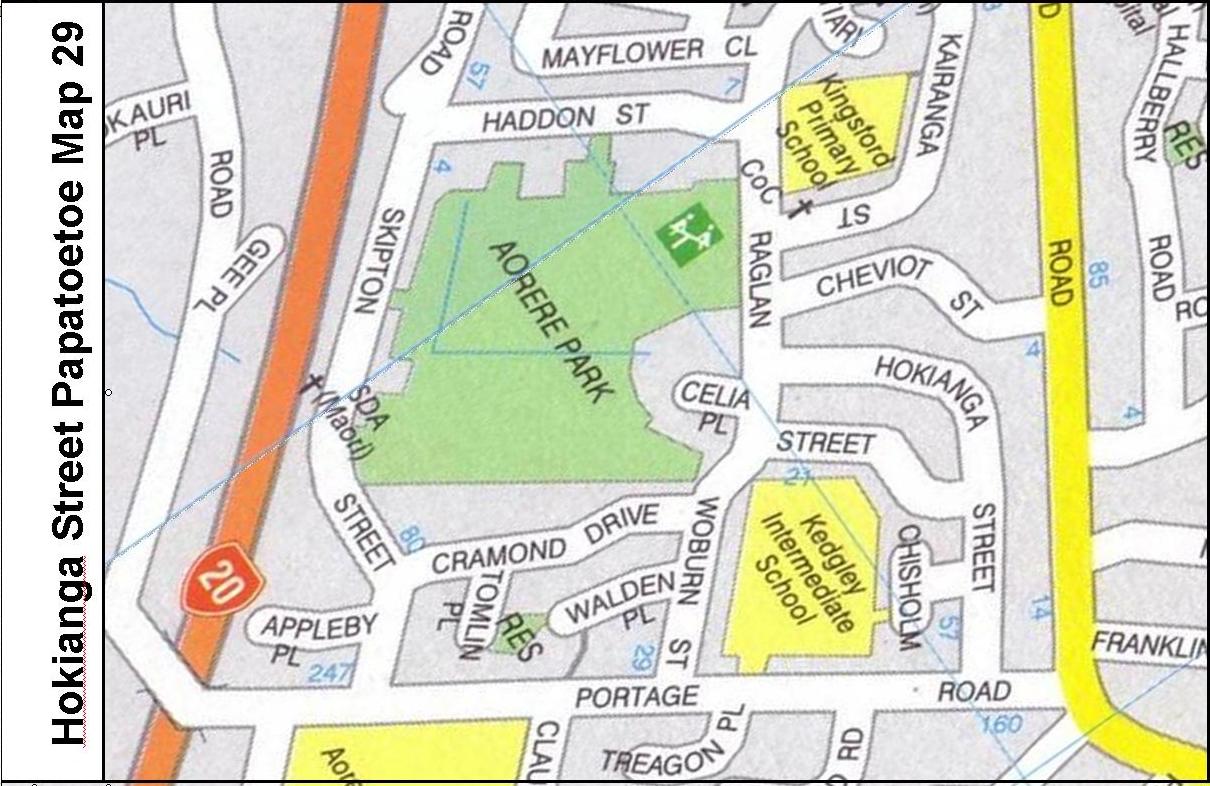 Hokianga Street Papatoetoe Map 29
ROAD
57
MAYFLOWER CL
7
HADDON ST
KAURI
PL
ROAD
GEE PL
4
SKIPTON
Kingsford
Primary
School
KAIRANGA
ST
CoC
RAGLAN
AORERE PARK
CHEVIOT
ST
ROAD
85
HALLBERRY
ROAD
RES
4
4
HOKIANGA
STREET
CELIA
PL
STREET
21
SDA
(Maori)
STREET
80
CRAMOND DRIVE
WOBURN
ST
Kedgley
Intermediate
School
CHISHOLM
57
14
20
APPLEBY
PL
247
TOMLIN
PL
RES
WALDEN
PL
29
PORTAGE ROAD
160
FRANKLIN
TREAGON PL
RD
CLAU
Aor